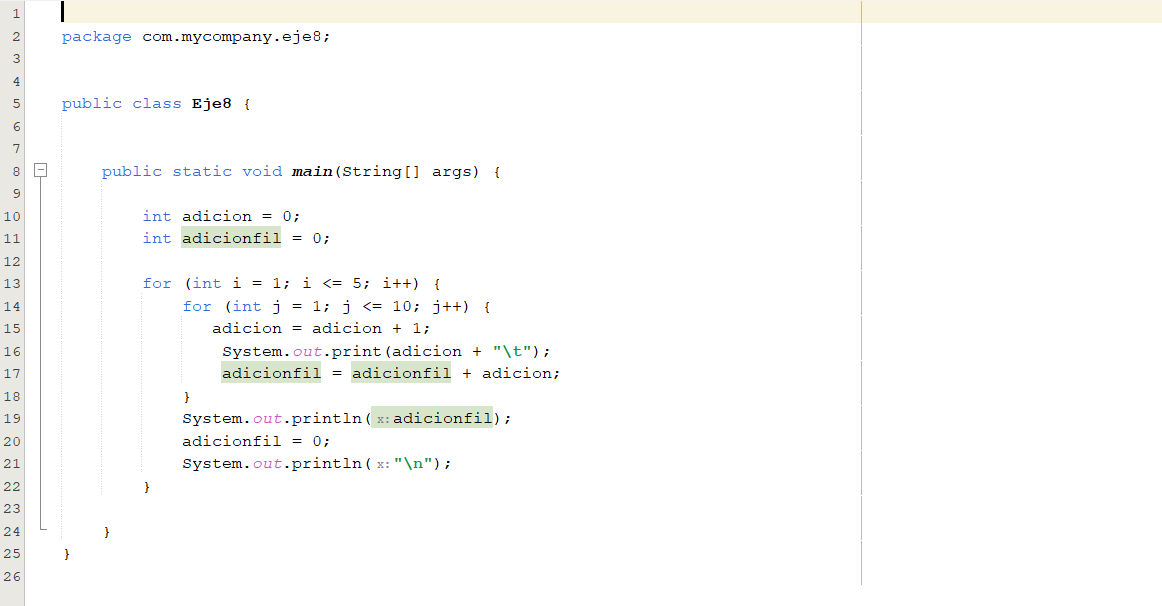 1
2 package com.mycompany.eje8;
3
4
5 public class Eje8 {
6
7
8 public static void main(String[] args) {
9
10 int adicion = 0;
11 int adicionfil = 0;
12
13 for (int i = 1; i <= 5; i++) {
14 for (int j = 1; j <= 10; j++) {
15 adicion = adicion + 1;
16 System.out.print(adicion + "\t");
17 adicionfil = adicionfil + adicion;
18 }
19 System.out.println( x: adicionfil);
20 adicionfil = 0;
21 System.out.println( x: "\n");
22 }
23
24 }
25 }
26